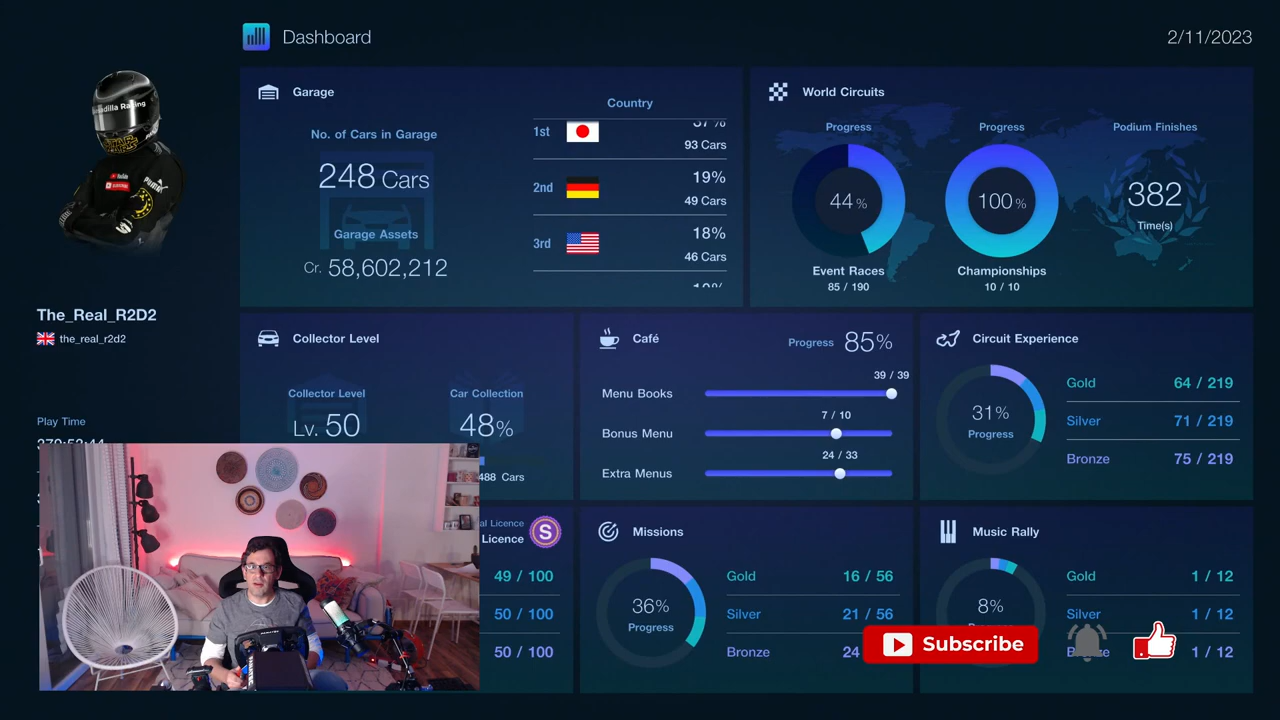 Dashboard
2/11/2023
The_Real_R2D2
the_real_r2d2
Play Time
Garage
No. of Cars in Garage
248 Cars
Garage Assets
Cr. 58,602,212
Country
1st
93 Cars
2nd
19%
49 Cars
3rd
18%
46 Cars
World Circuits
Progress
44 %
Event Races
85 / 190
Progress
100 %
Championships
10 / 10
Podium Finishes
382
Time(s)
Collector Level
Collector Level
Lv. 50
Car Collection
48%
488 Cars
Café
Progress 85%
39 / 39
Menu Books
7 / 10
Bonus Menu
24 / 33
Extra Menus
Circuit Experience
31%
Progress
Gold 64 / 219
Silver 71 / 219
Bronze 75 / 219
Licence
Licence
S
49 / 100
50 / 100
50 / 100
Missions
36%
Progress
Gold 16 / 56
Silver 21 / 56
Bronze 24
Music Rally
8%
Progress
Gold 1 / 12
Silver 1 / 12
1 / 12
Subscribe